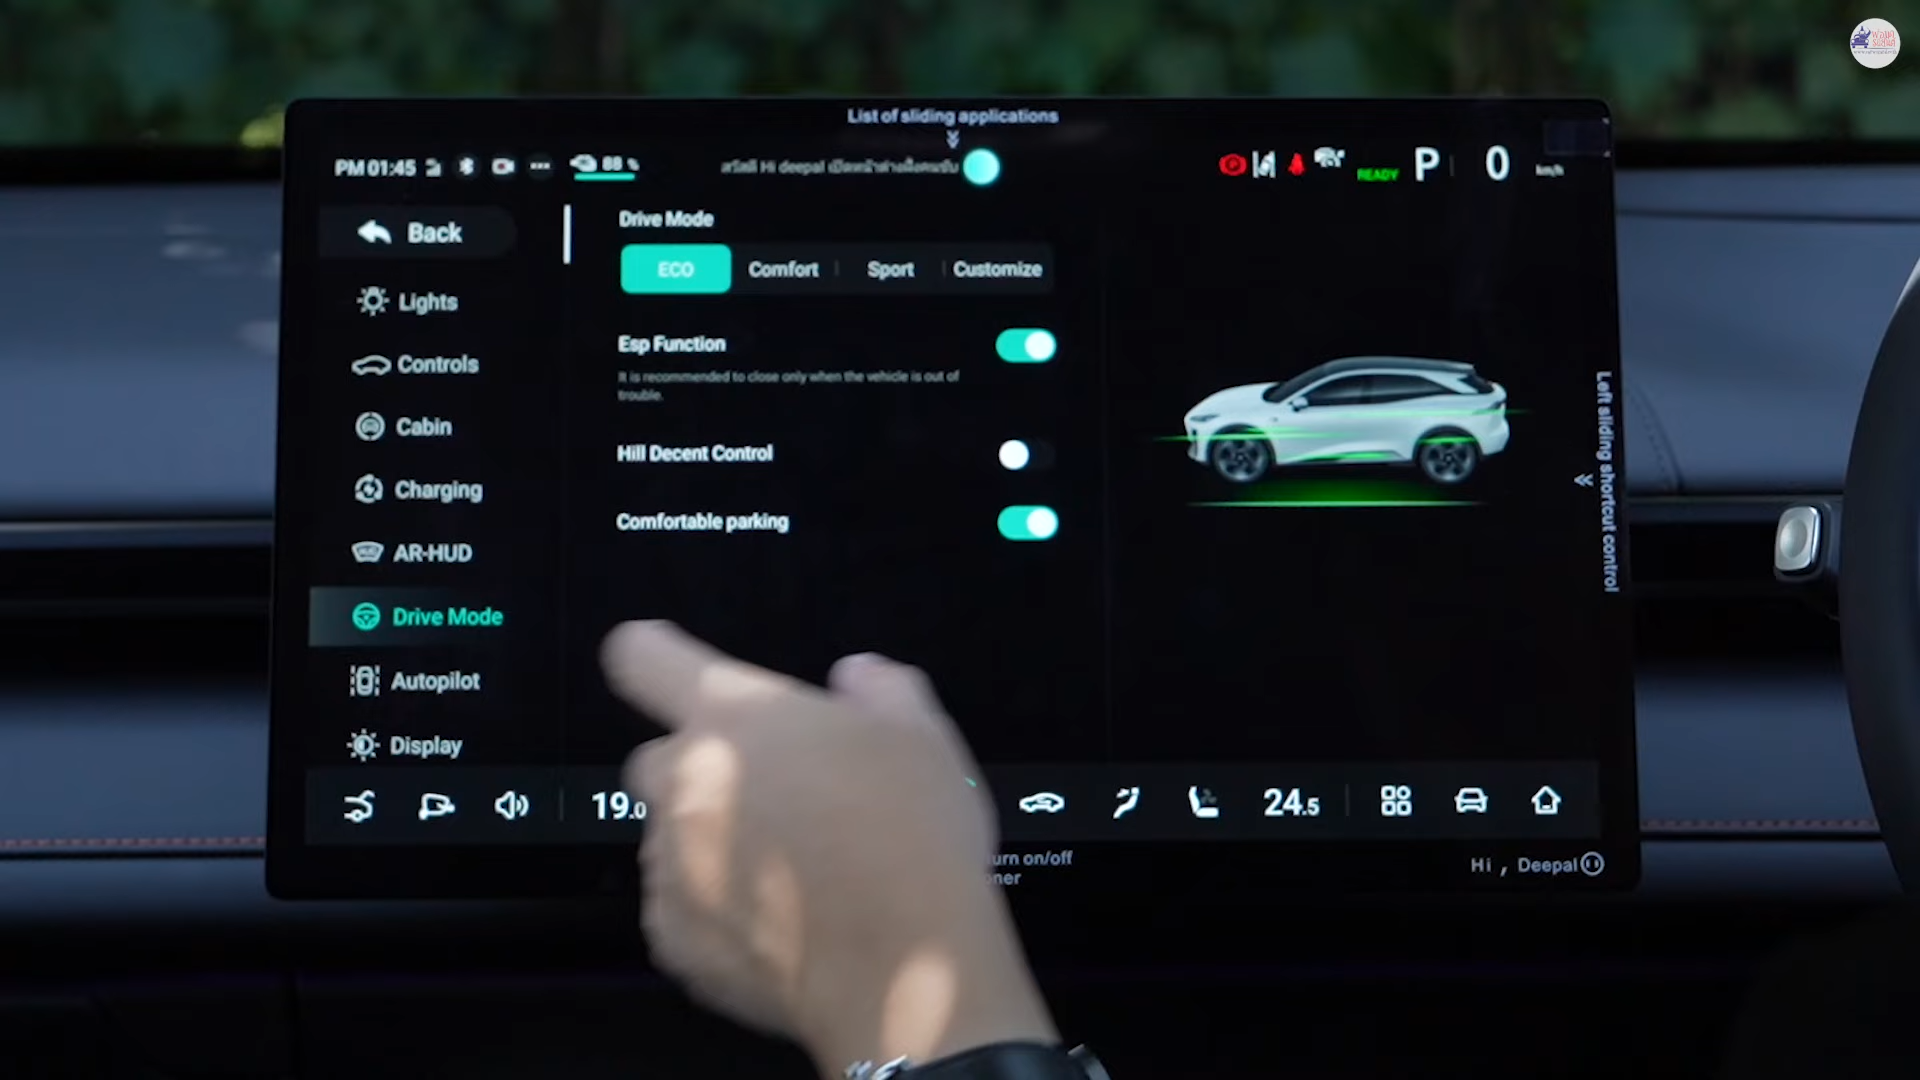 List of sliding applications
PM 01:45
88 %
สวัสดี Hi deepal เปิดหน้าต่างฝั่งคนขับ
READY
P
0
km/h
Back
Lights
Controls
Cabin
Charging
AR-HUD
Drive Mode
Autopilot
Display
Drive Mode
ECO
Comfort
Sport
Customize
Esp Function
It is recommended to close only when the vehicle is out of
trouble.
Hill Decent Control
Comfortable parking
Left sliding shortcut control
19.0
24.5
on/off
Hi , Deepal